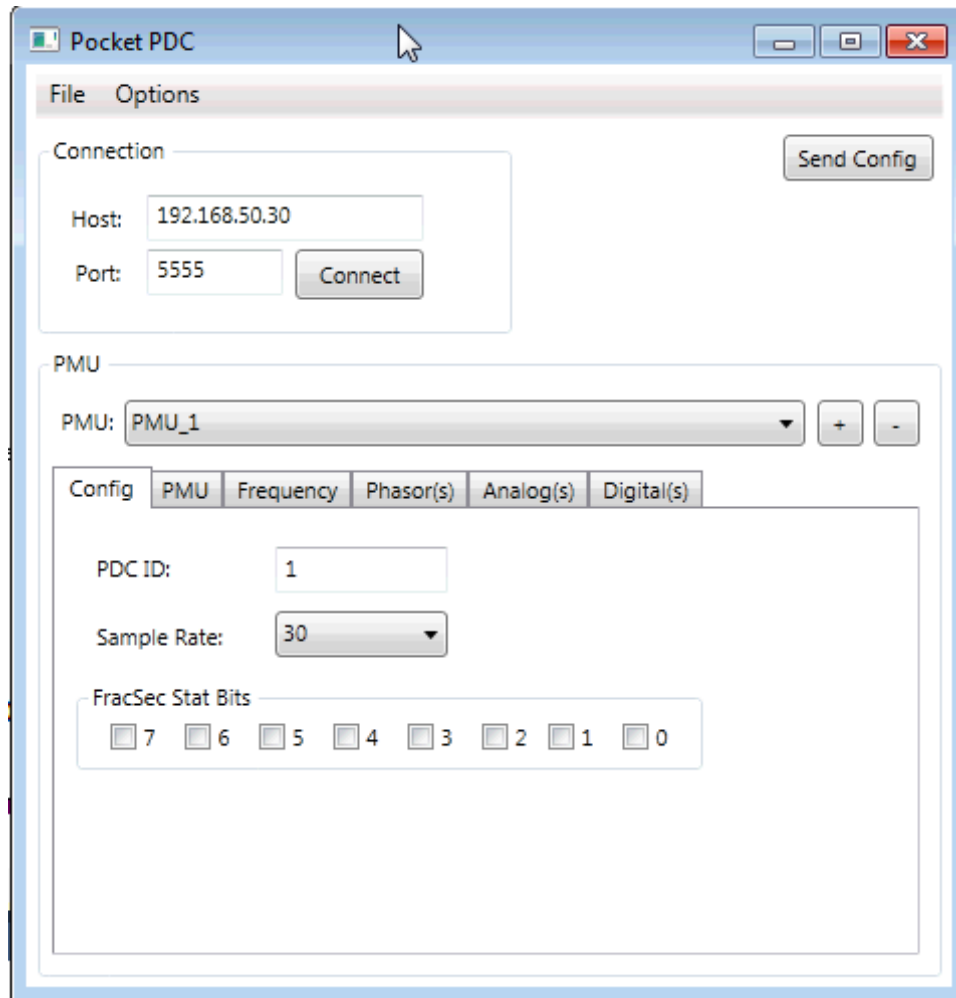 Pocket PDC
File Options
Connection
Send Config
Host: 192.168.50.30
Port: 5555 Connect
PMU
PMU: PMU_1 + -
Config PMU Frequency Phasor(s) Analog(s) Digital(s)
PDC ID: 1
Sample Rate: 30
FracSec Stat Bits
7 6 5 4 3 2 1 0